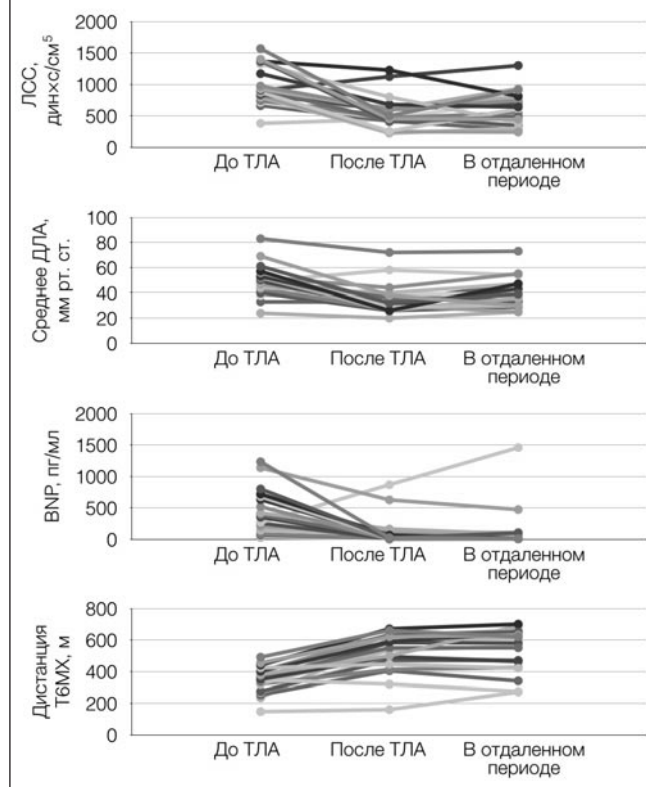 ЛСС,
дин×с/см⁵
2000
1500
1000
500
0
До ТЛА
После ТЛА
В отдаленном
периоде
Среднее ДЛА,
мм рт. ст.
100
80
60
40
20
0
До ТЛА
После ТЛА
В отдаленном
периоде
BNP, пг/мл
2000
1500
1000
500
0
До ТЛА
После ТЛА
В отдаленном
периоде
Дистанция
Т6МХ, м
800
600
400
200
0
До ТЛА
После ТЛА
В отдаленном
периоде